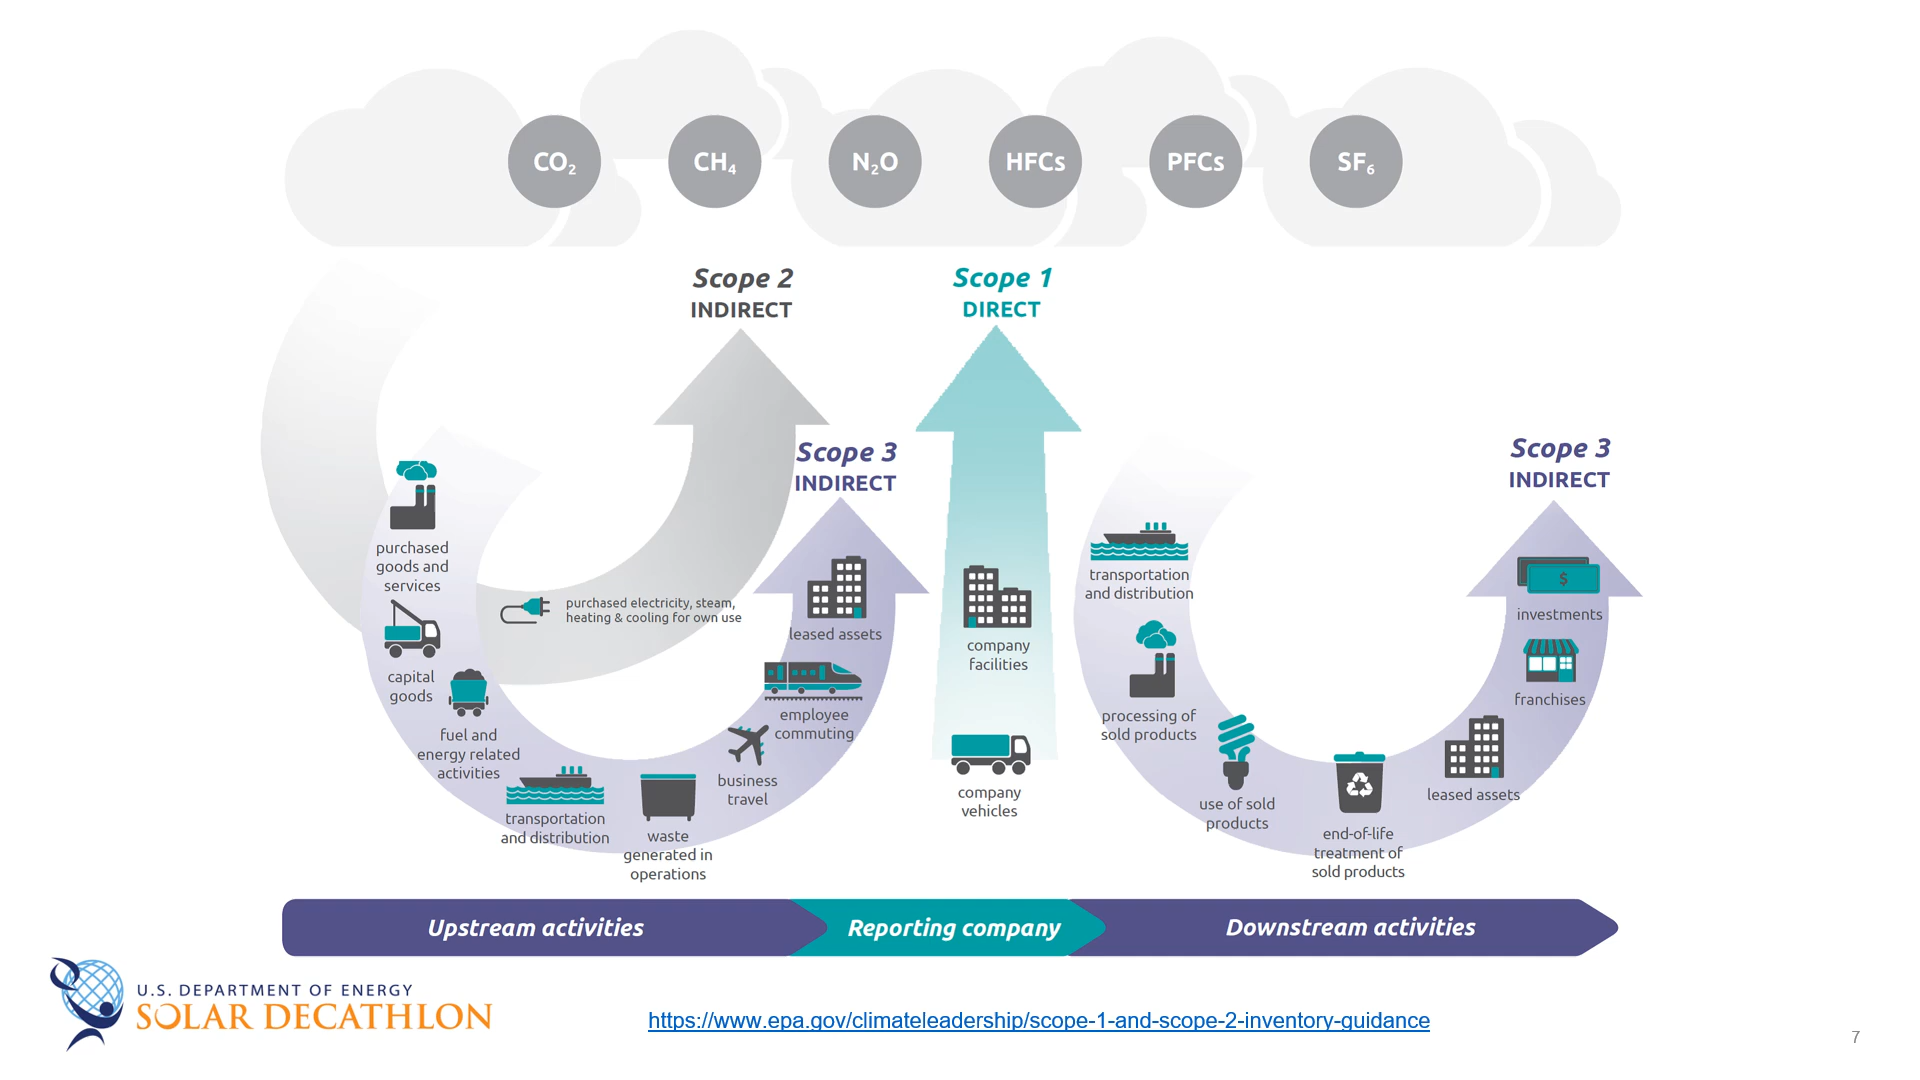 CO₂
CH₄
N₂O
HFCs
PFCs
SF₆
Scope 2
INDIRECT
Scope 1
DIRECT
Scope 3
INDIRECT
Scope 3
INDIRECT
purchased
goods and
services
capital
goods
fuel and
energy related
activities
transportation
and distribution
waste
generated in
operations
business
travel
employee
commuting
leased assets
purchased electricity, steam,
heating & cooling for own use
company
facilities
company
vehicles
transportation
and distribution
processing of
sold products
use of sold
products
end-of-life
treatment of
sold products
leased assets
franchises
$
investments
Upstream activities
Reporting company
Downstream activities
U.S. DEPARTMENT OF ENERGY
SOLAR DECATHLON
https://www.epa.gov/climateleadership/scope-1-and-scope-2-inventory-guidance
7